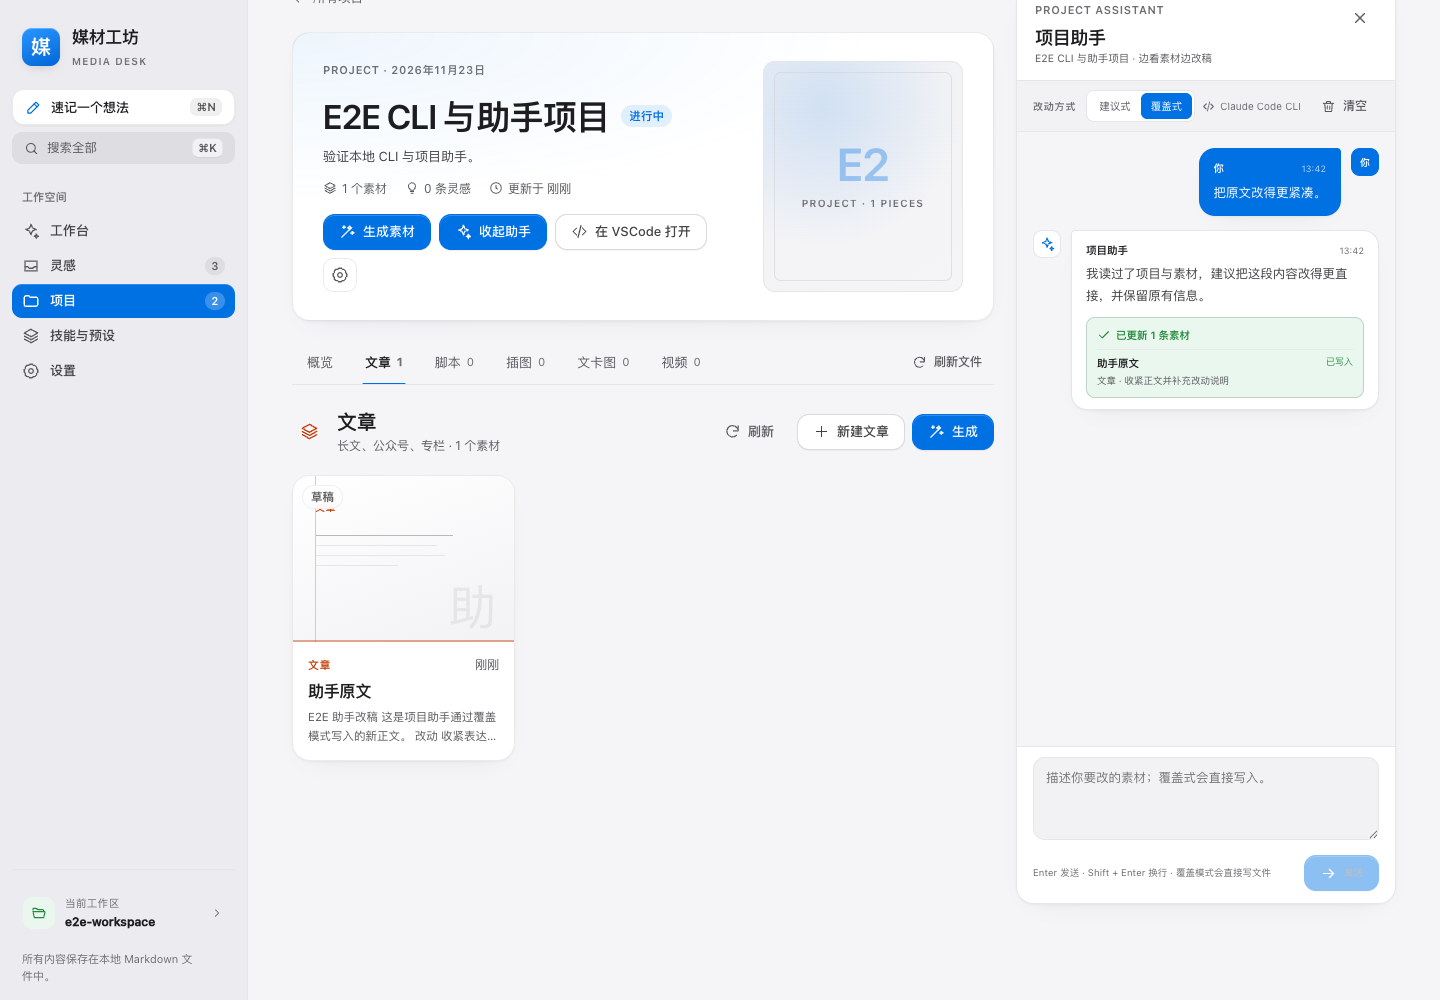 媒
媒材工坊
MEDIA DESK
速记一个想法
⌘N
搜索全部
⌘K
工作空间
工作台
灵感
3
项目
2
技能与预设
设置
当前工作区
e2e-workspace
所有内容保存在本地 Markdown 文
件中。
PROJECT · 2026年11月23日
E2E CLI 与助手项目
进行中
验证本地 CLI 与项目助手。
1 个素材
0 条灵感
更新于 刚刚
生成素材
收起助手
在 VSCode 打开
E2
PROJECT · 1 PIECES
概览
文章 1
脚本 0
插图 0
文卡图 0
视频 0
刷新文件
文章
长文、公众号、专栏 · 1 个素材
刷新
新建文章
生成
草稿
助
文章
刚刚
助手原文
E2E 助手改稿 这是项目助手通过覆盖
模式写入的新正文。 改动 收紧表达...
PROJECT ASSISTANT
项目助手
E2E CLI 与助手项目 · 边看素材边改稿
改动方式
建议式
覆盖式
Claude Code CLI
清空
你
13:42
把原文改得更紧凑。
你
项目助手
13:42
我读过了项目与素材，建议把这段内容改得更直
接，并保留原有信息。
已更新 1 条素材
助手原文
已写入
文章 · 收紧正文并补充改动说明
描述你要改的素材；覆盖式会直接写入。
Enter 发送 · Shift + Enter 换行 · 覆盖模式会直接写文件